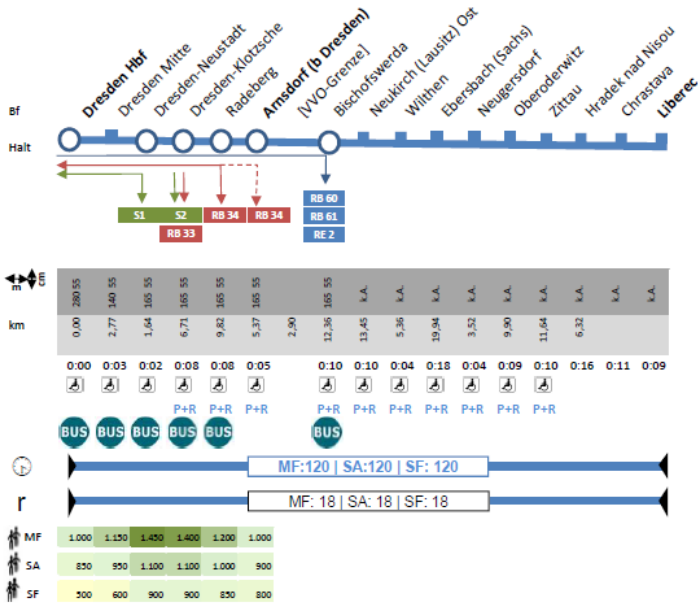 Bf
Dresden Hbf
Dresden Mitte
Dresden-Neustadt
Dresden-Klotzsche
Radeberg
Arnsdorf (b Dresden)
[VVO-Grenze]
Bischofswerda
Neukirch (Lausitz) Ost
Wilthen
Ebersbach (Sachs)
Neugersdorf
Oberoderwitz
Zittau
Hradek nad Nisou
Chrastava
Liberec
Halt
S1 S2 RB 34 RB 34 RB 60
RB 33 RB 61
RE 2
m cm 280 55 140 55 165 55 165 55 165 55 165 55 165 55 k.A. k.A. k.A. k.A. k.A. k.A. k.A. k.A. k.A.
km 0,00 2,77 1,64 6,71 9,82 5,37 2,90 12,36 13,45 5,36 19,94 3,52 9,90 11,64 6,32
0:00 0:03 0:02 0:08 0:08 0:05 0:10 0:10 0:04 0:18 0:04 0:09 0:10 0:16 0:11 0:09
P+R P+R P+R P+R P+R P+R P+R P+R P+R P+R
BUS BUS BUS BUS BUS BUS
MF:120 | SA:120 | SF: 120
r MF: 18 | SA: 18 | SF: 18
MF 1.000 1.150 1.450 1.400 1.200 1.000
SA 850 950 1.100 1.100 1.000 900
SF 500 600 900 900 850 800